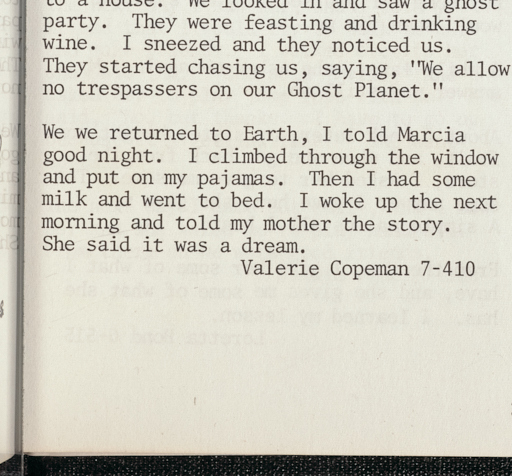 to a house. We looked in and saw a ghost
party. They were feasting and drinking
wine. I sneezed and they noticed us.
They started chasing us, saying, "We allow
no trespassers on our Ghost Planet."
We we returned to Earth, I told Marcia
good night. I climbed through the window
and put on my pajamas. Then I had some
milk and went to bed. I woke up the next
morning and told my mother the story.
She said it was a dream.
Valerie Copeman 7-410